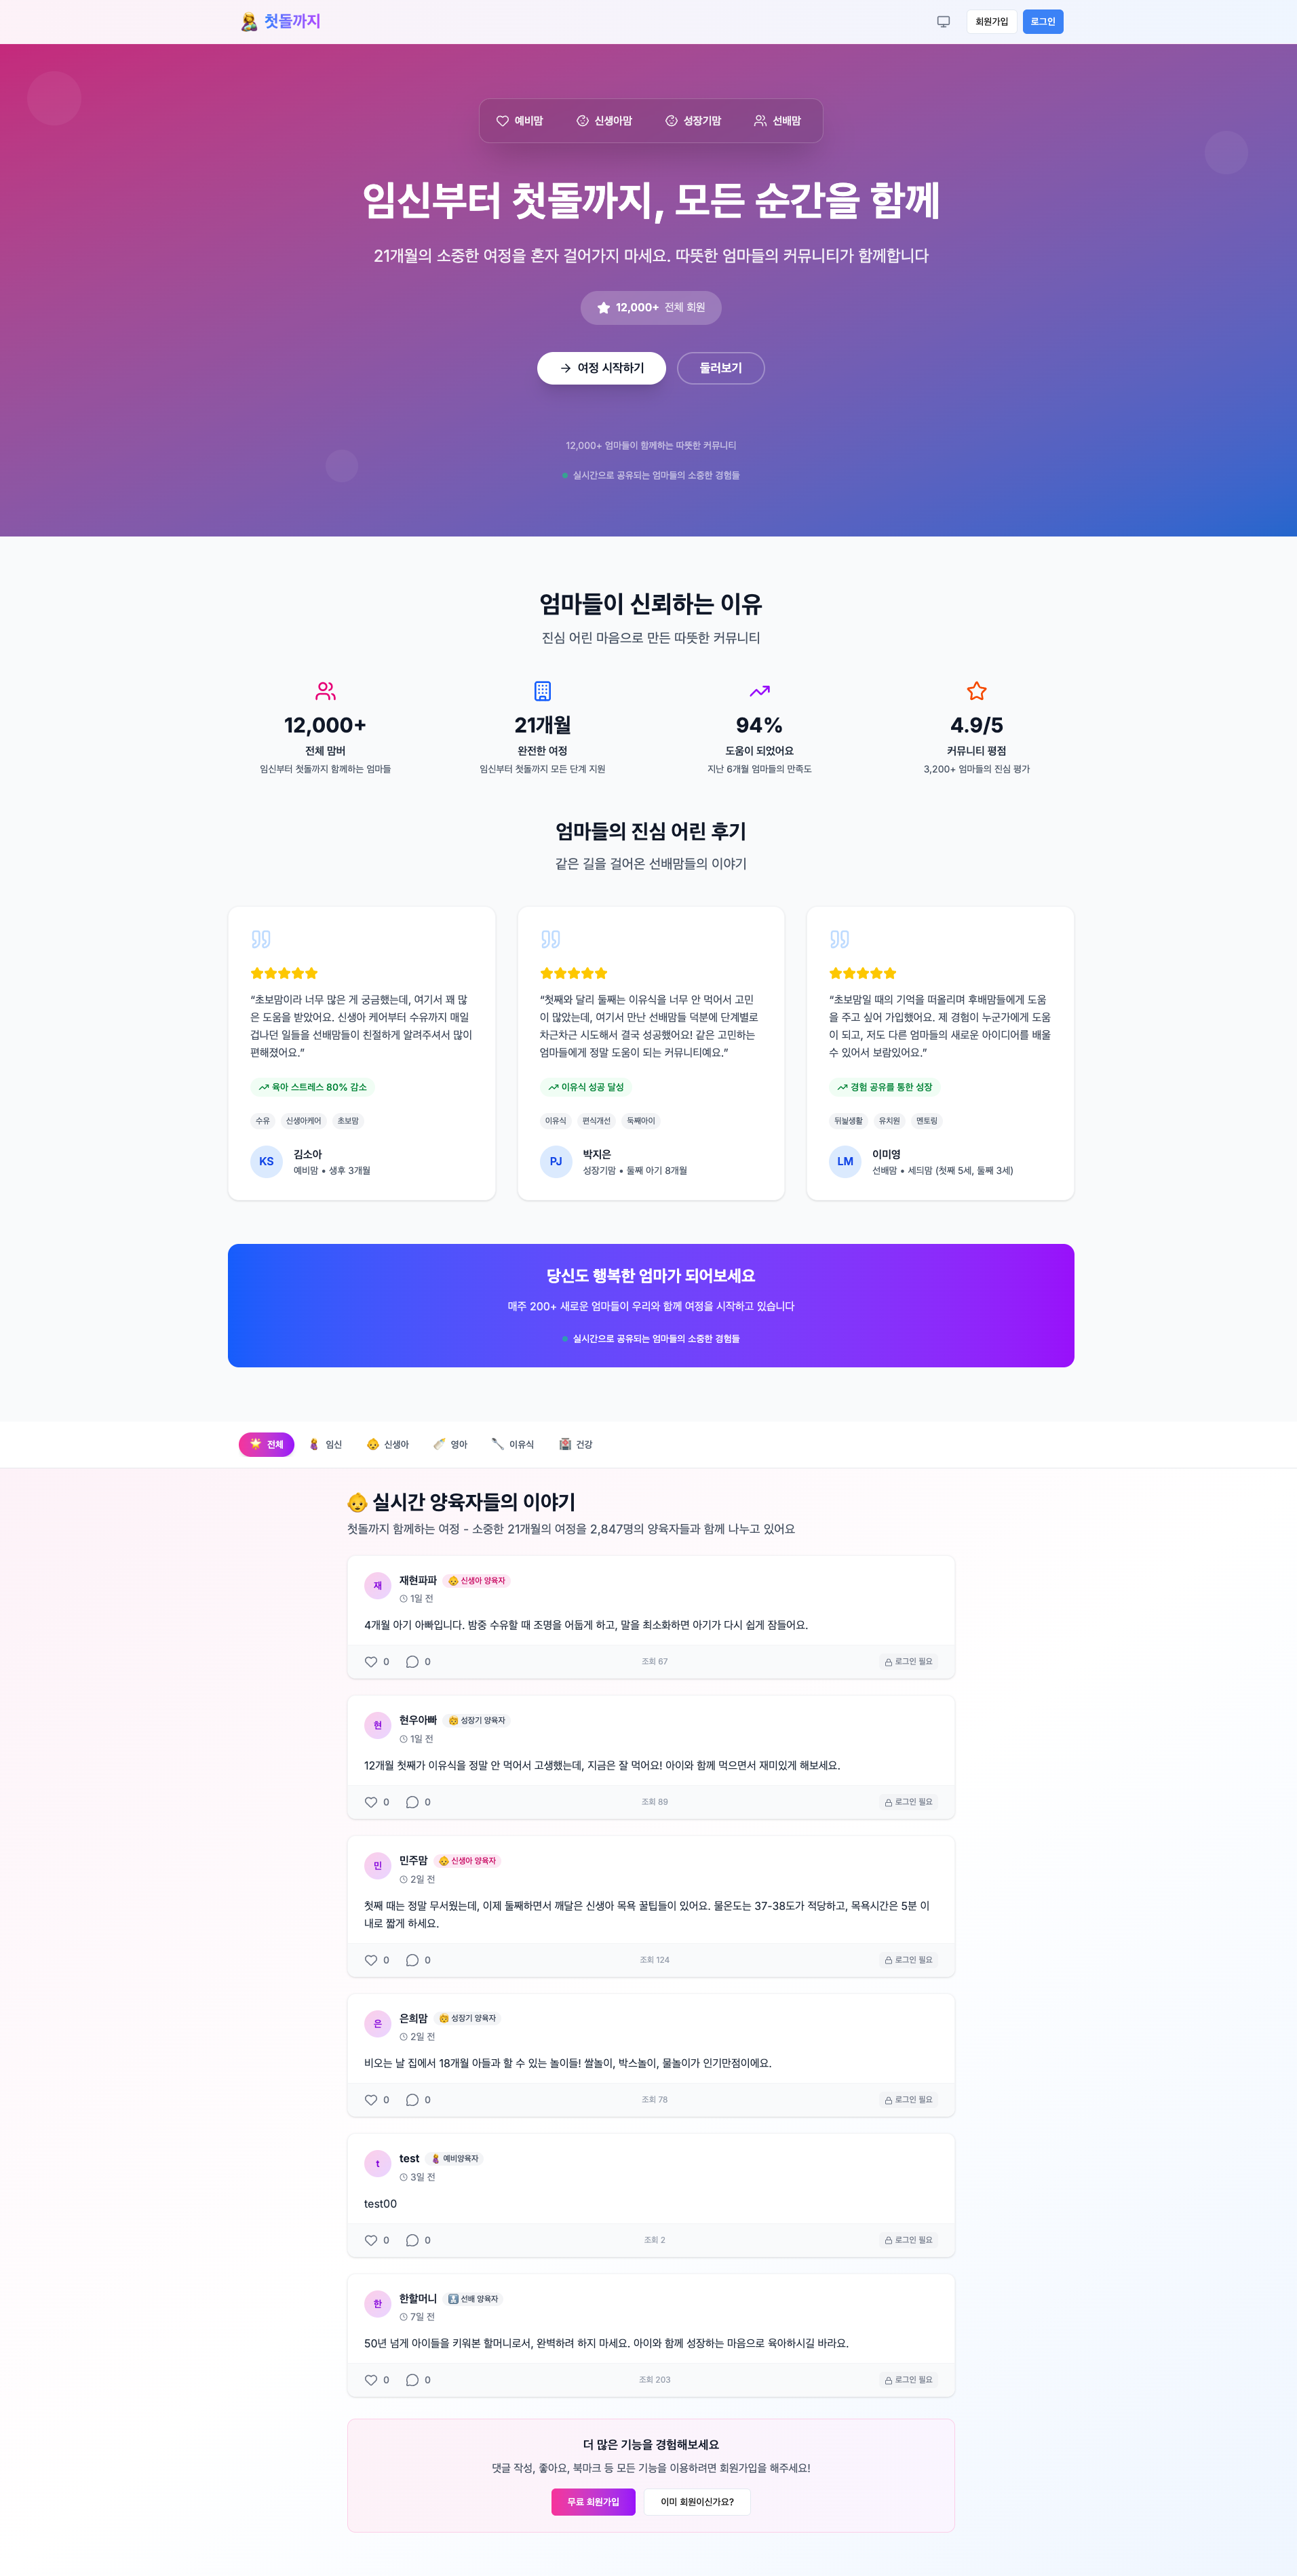 첫돌까지
회원가입
로그인
예비맘
신생아맘
성장기맘
선배맘
임신부터 첫돌까지, 모든 순간을 함께
21개월의 소중한 여정을 혼자 걸어가지 마세요. 따뜻한 엄마들의 커뮤니티가 함께합니다
12,000+ 전체 회원
여정 시작하기
둘러보기
12,000+ 엄마들이 함께하는 따뜻한 커뮤니티
실시간으로 공유되는 엄마들의 소중한 경험들
엄마들이 신뢰하는 이유
진심 어린 마음으로 만든 따뜻한 커뮤니티
12,000+
전체 맘버
임신부터 첫돌까지 함께하는 엄마들
21개월
완전한 여정
임신부터 첫돌까지 모든 단계 지원
94%
도움이 되었어요
지난 6개월 엄마들의 만족도
4.9/5
커뮤니티 평점
3,200+ 엄마들의 진심 평가
엄마들의 진심 어린 후기
같은 길을 걸어온 선배맘들의 이야기
“초보맘이라 너무 많은 게 궁금했는데, 여기서 꽤 많
은 도움을 받았어요. 신생아 케어부터 수유까지 매일
겁나던 일들을 선배맘들이 친절하게 알려주셔서 많이
편해졌어요.”
육아 스트레스 80% 감소
수유
신생아케어
초보맘
KS
김소아
예비맘 • 생후 3개월
“첫째와 달리 둘째는 이유식을 너무 안 먹어서 고민
이 많았는데, 여기서 만난 선배맘들 덕분에 단계별로
차근차근 시도해서 결국 성공했어요! 같은 고민하는
엄마들에게 정말 도움이 되는 커뮤니티예요.”
이유식 성공 달성
이유식
편식개선
둑째아이
PJ
박지은
성장기맘 • 둘째 아기 8개월
“초보맘일 때의 기억을 떠올리며 후배맘들에게 도움
을 주고 싶어 가입했어요. 제 경험이 누군가에게 도움
이 되고, 저도 다른 엄마들의 새로운 아이디어를 배울
수 있어서 보람있어요.”
경험 공유를 통한 성장
뒤뉠생활
유치원
멘토링
LM
이미영
선배맘 • 세듸맘 (첫째 5세, 둘째 3세)
당신도 행복한 엄마가 되어보세요
매주 200+ 새로운 엄마들이 우리와 함께 여정을 시작하고 있습니다
실시간으로 공유되는 엄마들의 소중한 경험들
전체
임신
신생아
영아
이유식
건강
실시간 양육자들의 이야기
첫돌까지 함께하는 여정 - 소중한 21개월의 여정을 2,847명의 양육자들과 함께 나누고 있어요
재
재현파파
신생아 양육자
1일 전
4개월 아기 아빠입니다. 밤중 수유할 때 조명을 어둡게 하고, 말을 최소화하면 아기가 다시 쉽게 잠들어요.
0
0
조회 67
로그인 필요
현
현우아빠
성장기 양육자
1일 전
12개월 첫째가 이유식을 정말 안 먹어서 고생했는데, 지금은 잘 먹어요! 아이와 함께 먹으면서 재미있게 해보세요.
0
0
조회 89
로그인 필요
민
민주맘
신생아 양육자
2일 전
첫째 때는 정말 무서웠는데, 이제 둘째하면서 깨달은 신생아 목욕 꿀팁들이 있어요. 물온도는 37-38도가 적당하고, 목욕시간은 5분 이
내로 짧게 하세요.
0
0
조회 124
로그인 필요
은
은희맘
성장기 양육자
2일 전
비오는 날 집에서 18개월 아들과 할 수 있는 놀이들! 쌀놀이, 박스놀이, 물놀이가 인기만점이에요.
0
0
조회 78
로그인 필요
t
test
예비양육자
3일 전
test00
0
0
조회 2
로그인 필요
한
한할머니
선배 양육자
7일 전
50년 넘게 아이들을 키워본 할머니로서, 완벽하려 하지 마세요. 아이와 함께 성장하는 마음으로 육아하시길 바라요.
0
0
조회 203
로그인 필요
더 많은 기능을 경험해보세요
댓글 작성, 좋아요, 북마크 등 모든 기능을 이용하려면 회원가입을 해주세요!
무료 회원가입
이미 회원이신가요?